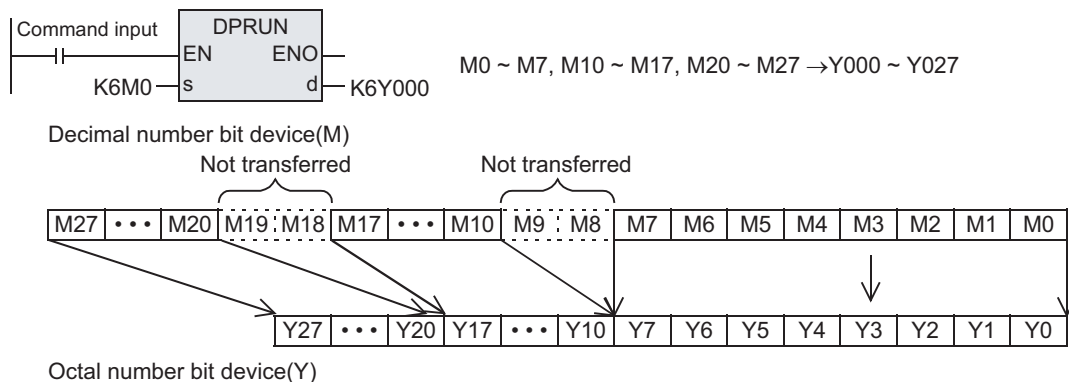 Command input
DPRUN
EN ENO
K6M0 s d K6Y000
M0 ~ M7, M10 ~ M17, M20 ~ M27 →Y000 ~ Y027
Decimal number bit device(M)
Not transferred Not transferred
M27 ••• M20 M19 M18 M17 ••• M10 M9 M8 M7 M6 M5 M4 M3 M2 M1 M0
Y27 ••• Y20 Y17 ••• Y10 Y7 Y6 Y5 Y4 Y3 Y2 Y1 Y0
Octal number bit device(Y)